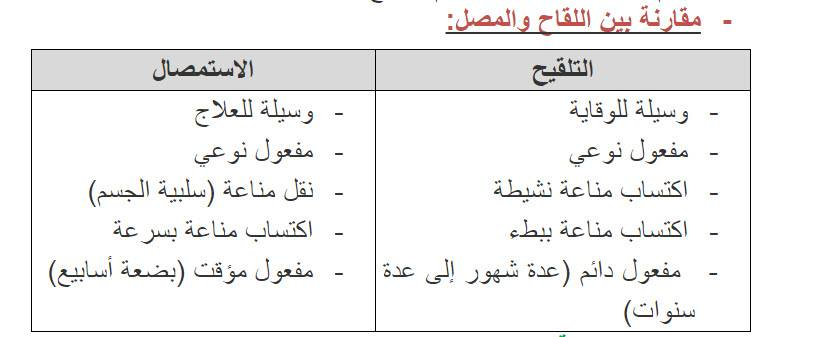 - مقارنة بين اللقاح والمصل:
التلقيح
- وسيلة للوقاية
- مفعول نوعي
- اكتساب مناعة نشيطة
- اكتساب مناعة ببطء
- مفعول دائم (عدة شهور إلى عدة
سنوات)
الاستمصال
- وسيلة للعلاج
- مفعول نوعي
- نقل مناعة (سلبية الجسم)
- اكتساب مناعة بسرعة
- مفعول مؤقت (بضعة أسابيع)